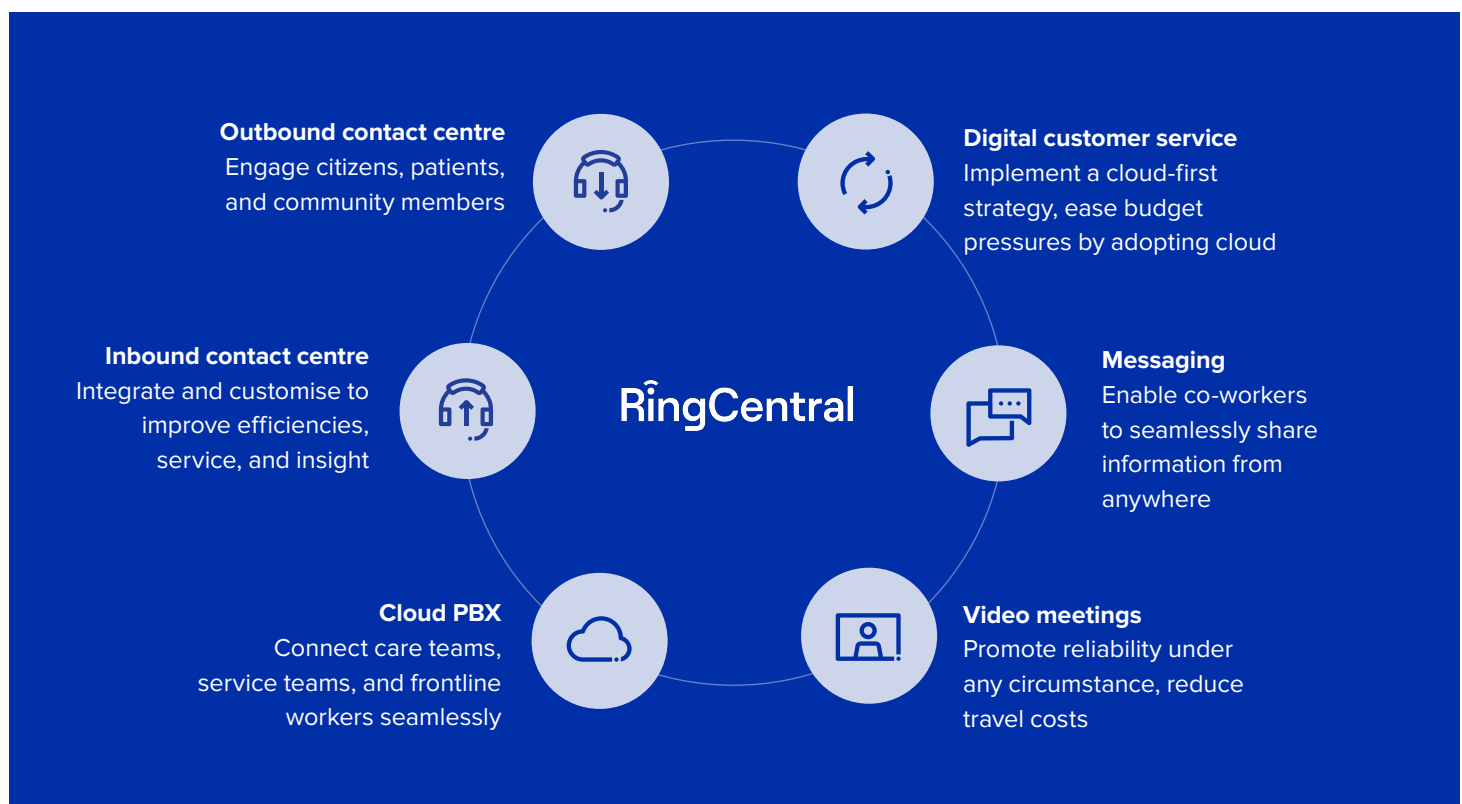 Outbound contact centre
Engage citizens, patients,
and community members
Digital customer service
Implement a cloud-first
strategy, ease budget
pressures by adopting cloud
Inbound contact centre
Integrate and customise to
improve efficiencies,
service, and insight
RingCentral
Messaging
Enable co-workers
to seamlessly share
information from
anywhere
Cloud PBX
Connect care teams,
service teams, and frontline
workers seamlessly
Video meetings
Promote reliability under
any circumstance, reduce
travel costs